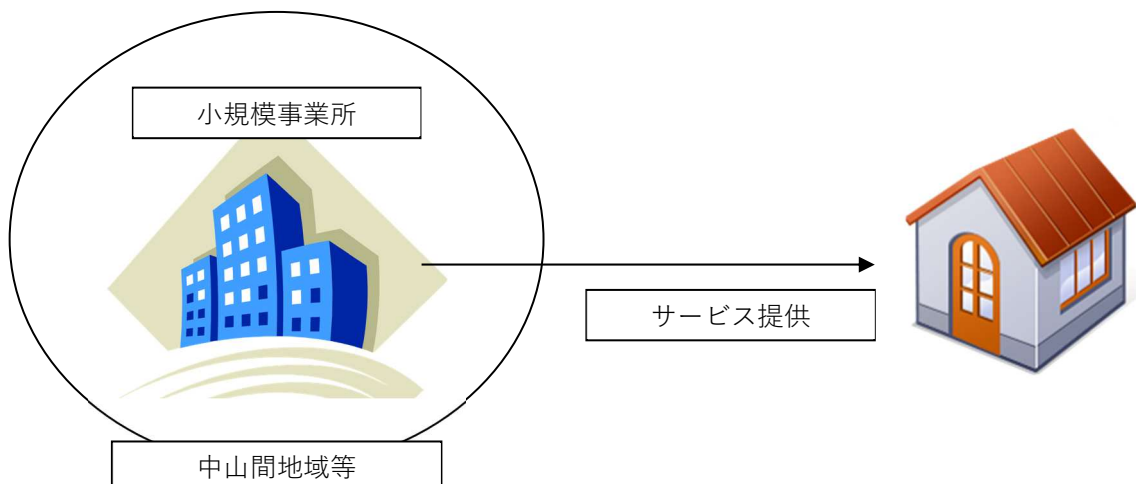 小規模事業所
サービス提供
中山間地域等